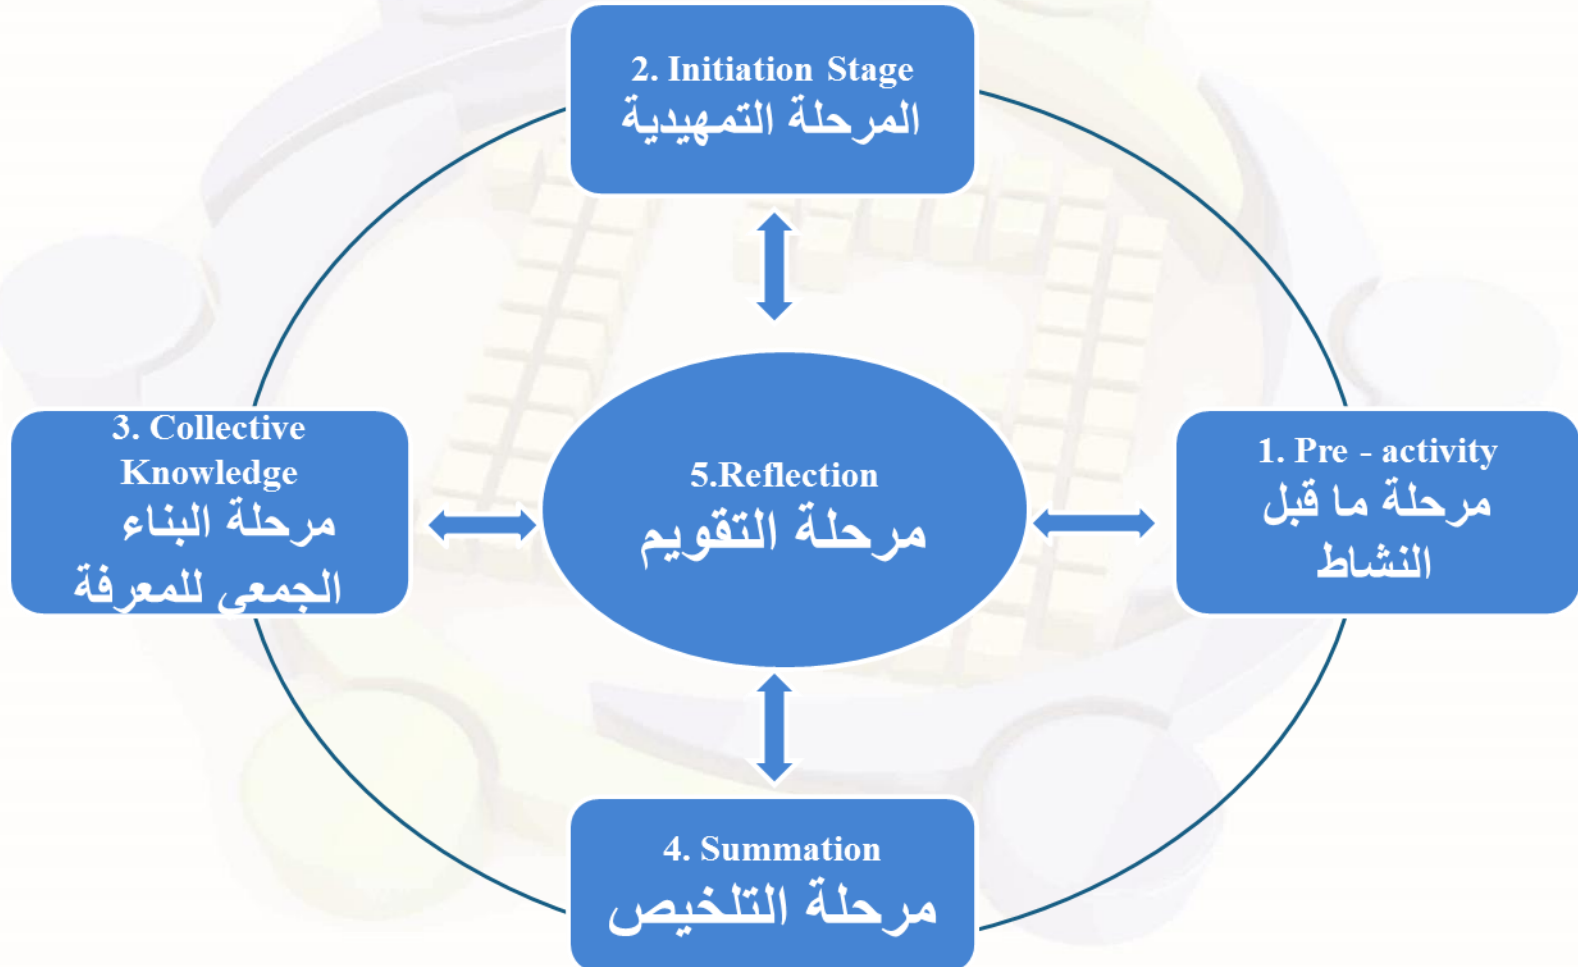 2. Initiation Stage
المرحلة التمهيدية
3. Collective
Knowledge
مرحلة البناء
الجمعي للمعرفة
5.Reflection
مرحلة التقويم
1. Pre - activity
مرحلة ما قبل
النشاط
4. Summation
مرحلة التلخيص